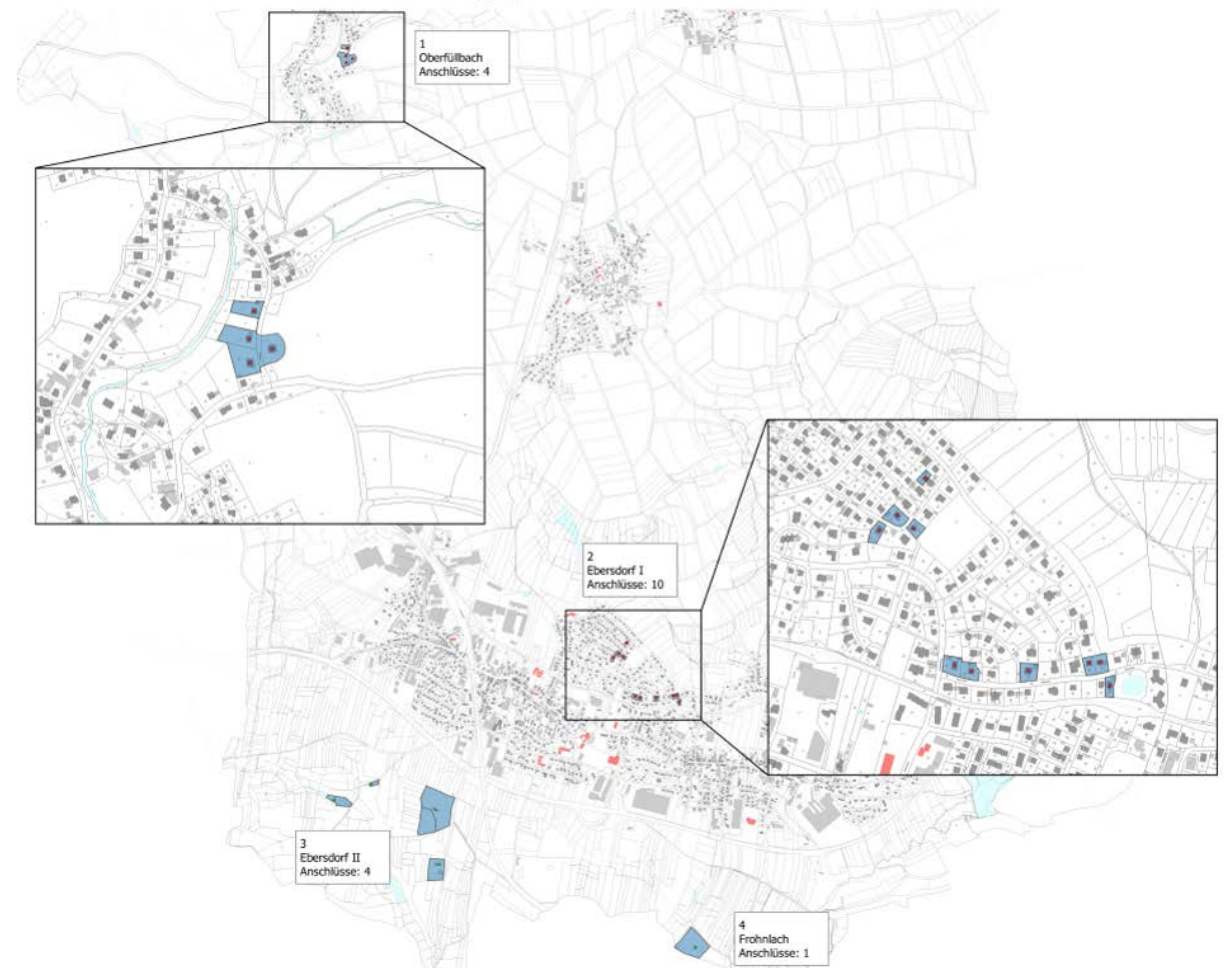 1
Oberfüllbach
Anschlüsse: 4
2
Ebersdorf I
Anschlüsse: 10
3
Ebersdorf II
Anschlüsse: 4
4
Frohnlach
Anschlüsse: 1